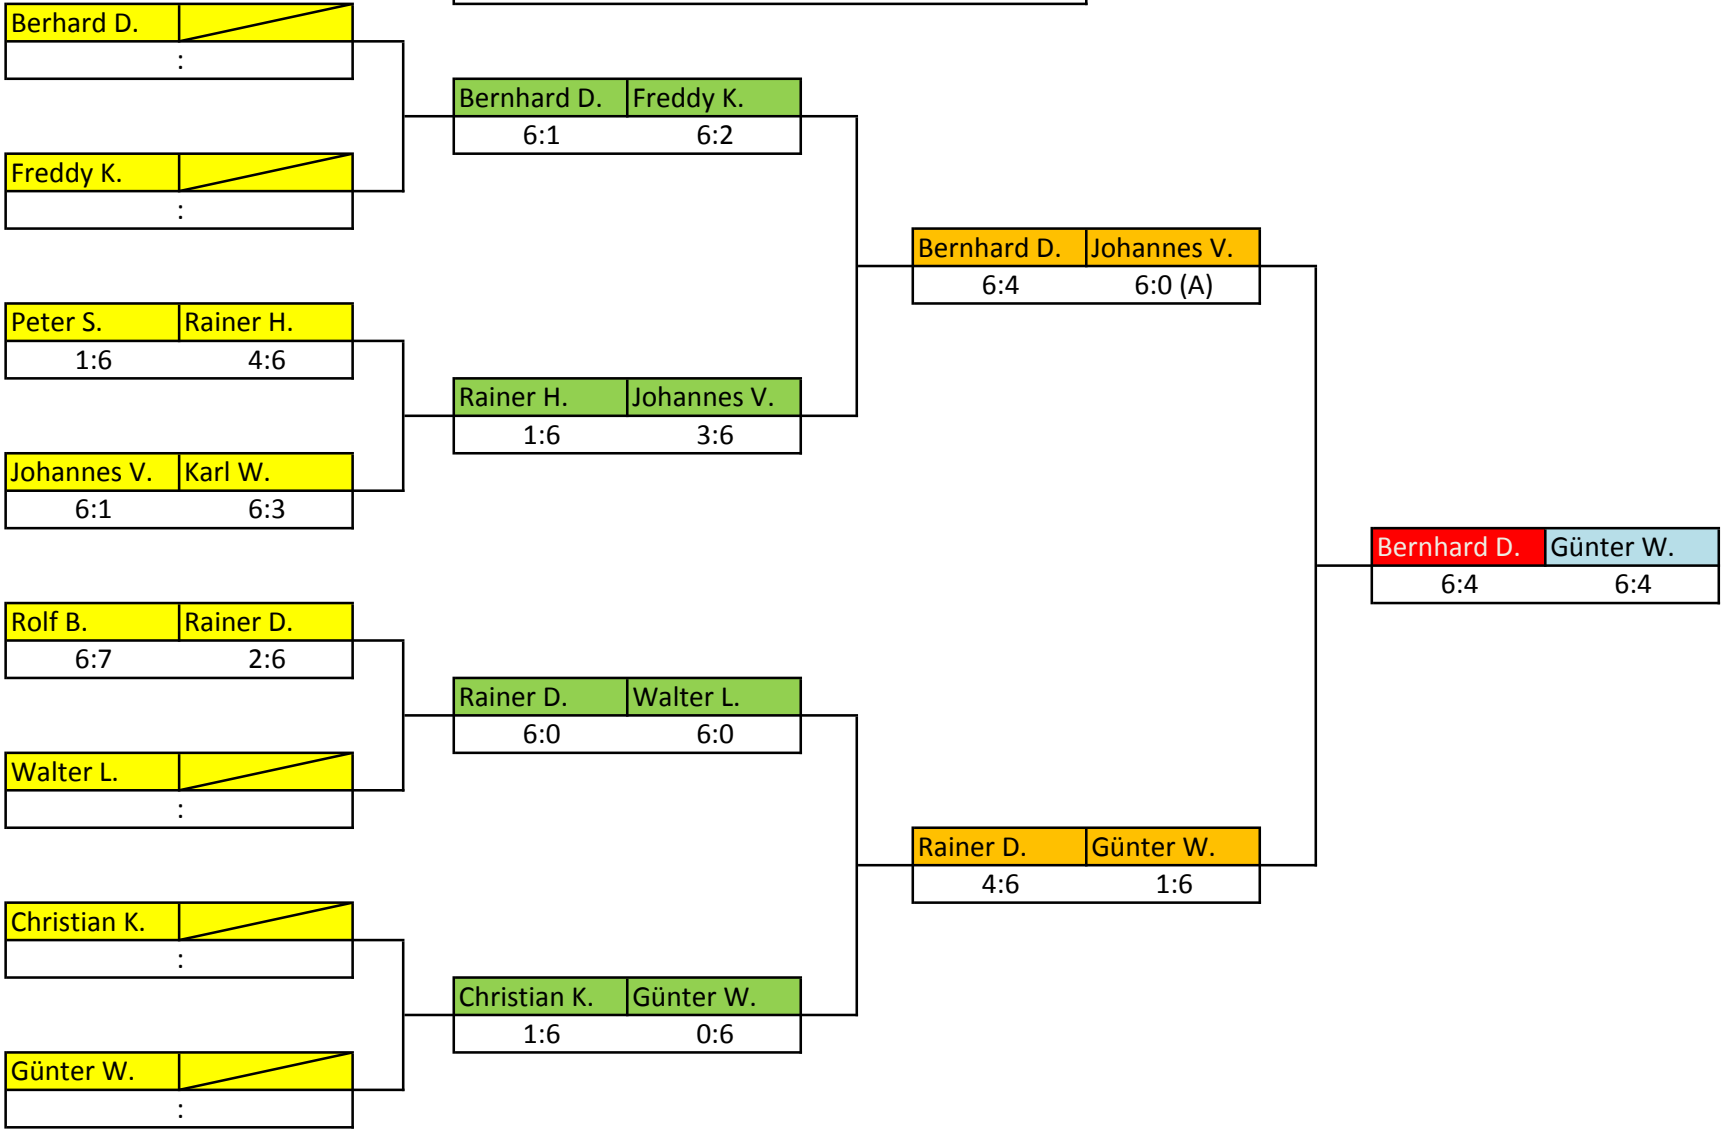 Berhard D.
:
Freddy K.
:
Peter S. Rainer H.
1:6 4:6
Johannes V. Karl W.
6:1 6:3
Rolf B. Rainer D.
6:7 2:6
Walter L.
:
Christian K.
:
Günter W.
:
Bernhard D. Freddy K.
6:1 6:2
Rainer H. Johannes V.
1:6 3:6
Rainer D. Walter L.
6:0 6:0
Christian K. Günter W.
1:6 0:6
Bernhard D. Johannes V.
6:4 6:0 (A)
Rainer D. Günter W.
4:6 1:6
Bernhard D. Günter W.
6:4 6:4